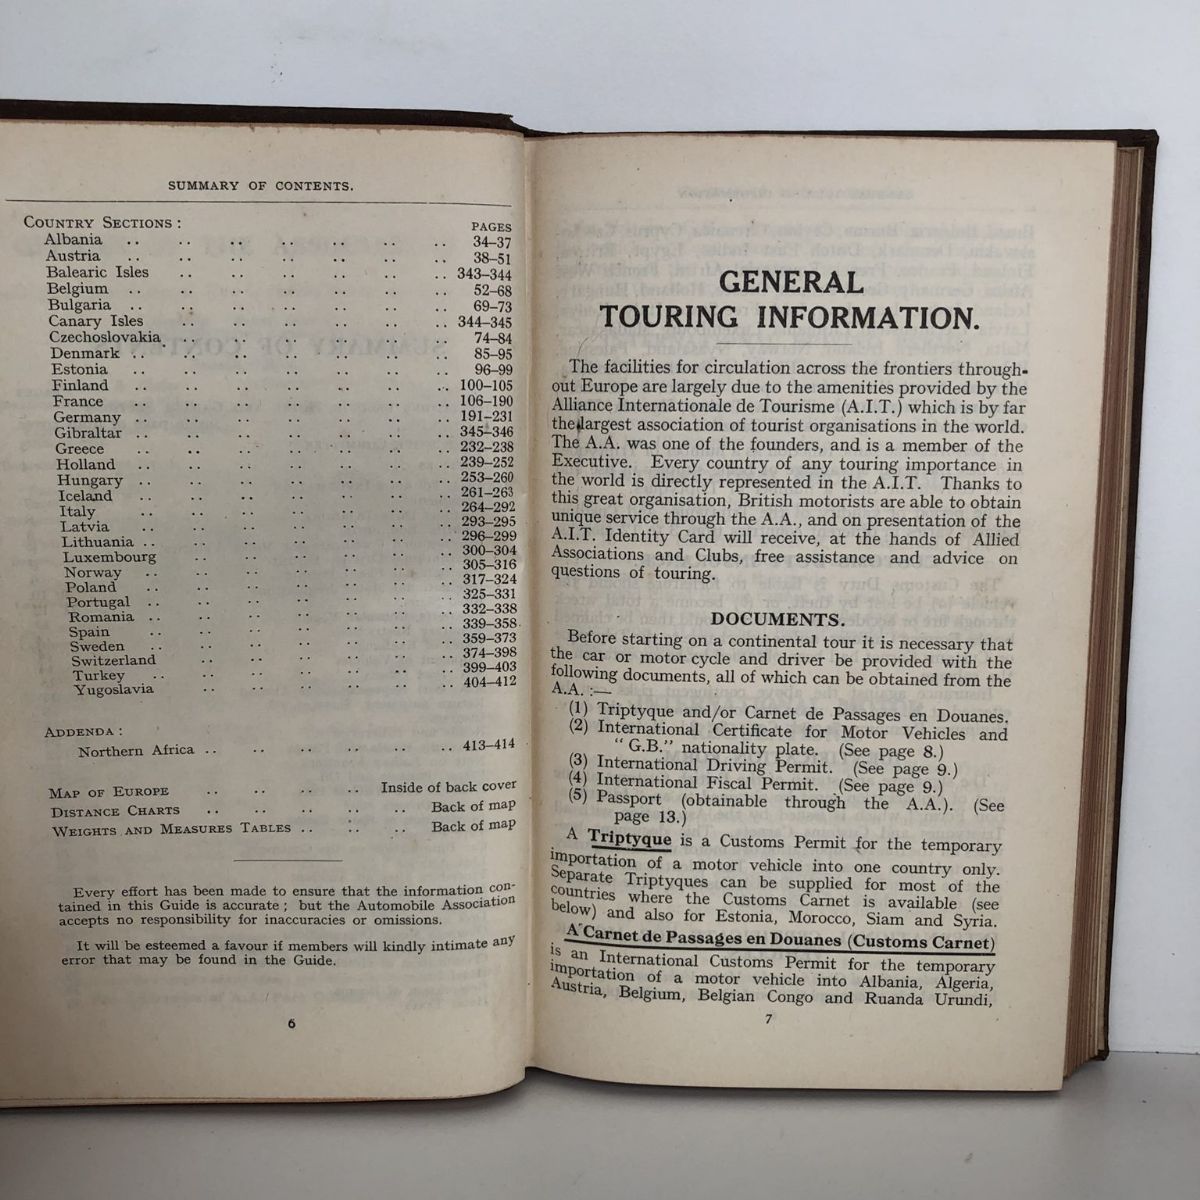 SUMMARY OF CONTENTS.
COUNTRY SECTIONS : PAGES
Albania .. .. .. .. .. .. .. 34–37
Austria .. .. .. .. .. .. .. 38–51
Balearic Isles .. .. .. .. .. .. 343–344
Belgium .. .. .. .. .. .. .. 52–68
Bulgaria .. .. .. .. .. .. .. 69–73
Canary Isles .. .. .. .. .. .. 344–345
Czechoslovakia .. .. .. .. .. .. 74–84
Denmark .. .. .. .. .. .. .. 85–95
Estonia .. .. .. .. .. .. .. 96–99
Finland .. .. .. .. .. .. .. 100–105
France .. .. .. .. .. .. .. 106–190
Germany .. .. .. .. .. .. .. 191–231
Gibraltar .. .. .. .. .. .. .. 345–346
Greece .. .. .. .. .. .. .. 232–238
Holland .. .. .. .. .. .. .. 239–252
Hungary .. .. .. .. .. .. .. 253–260
Iceland .. .. .. .. .. .. .. 261–263
Italy .. .. .. .. .. .. .. 264–292
Latvia .. .. .. .. .. .. .. 293–295
Lithuania .. .. .. .. .. .. .. 296–299
Luxembourg .. .. .. .. .. .. 300–304
Norway .. .. .. .. .. .. .. 305–316
Poland .. .. .. .. .. .. .. 317–324
Portugal .. .. .. .. .. .. .. 325–331
Romania .. .. .. .. .. .. .. 332–338
Spain .. .. .. .. .. .. .. 339–358
Sweden .. .. .. .. .. .. .. 359–373
Switzerland .. .. .. .. .. .. 374–398
Turkey .. .. .. .. .. .. .. 399–403
Yugoslavia .. .. .. .. .. .. 404–412
ADDENDA :
Northern Africa .. .. .. .. .. .. 413–414
MAP OF EUROPE .. .. .. .. Inside of back cover
DISTANCE CHARTS .. .. .. .. .. Back of map
WEIGHTS AND MEASURES TABLES .. .. .. Back of map
Every effort has been made to ensure that the information con-
tained in this Guide is accurate ; but the Automobile Association
accepts no responsibility for inaccuracies or omissions.
It will be esteemed a favour if members will kindly intimate any
error that may be found in the Guide.
6
GENERAL
TOURING INFORMATION.
The facilities for circulation across the frontiers through-
out Europe are largely due to the amenities provided by the
Alliance Internationale de Tourisme (A.I.T.) which is by far
the largest association of tourist organisations in the world.
The A.A. was one of the founders, and is a member of the
Executive. Every country of any touring importance in
the world is directly represented in the A.I.T. Thanks to
this great organisation, British motorists are able to obtain
unique service through the A.A., and on presentation of the
A.I.T. Identity Card will receive, at the hands of Allied
Associations and Clubs, free assistance and advice on
questions of touring.
DOCUMENTS.
Before starting on a continental tour it is necessary that
the car or motor cycle and driver be provided with the
following documents, all of which can be obtained from the
A.A. :—
(1) Triptyque and/or Carnet de Passages en Douanes.
(2) International Certificate for Motor Vehicles and
" G.B." nationality plate. (See page 8.)
(3) International Driving Permit. (See page 9.)
(4) International Fiscal Permit. (See page 9.)
(5) Passport (obtainable through the A.A.). (See
page 13.)
A Triptyque is a Customs Permit for the temporary
importation of a motor vehicle into one country only.
Separate Triptyques can be supplied for most of the
countries where the Customs Carnet is available (see
below) and also for Estonia, Morocco, Siam and Syria.
A Carnet de Passages en Douanes (Customs Carnet)
is an International Customs Permit for the temporary
importation of a motor vehicle into Albania, Algeria,
Austria, Belgium, Belgian Congo and Ruanda Urundi,
7